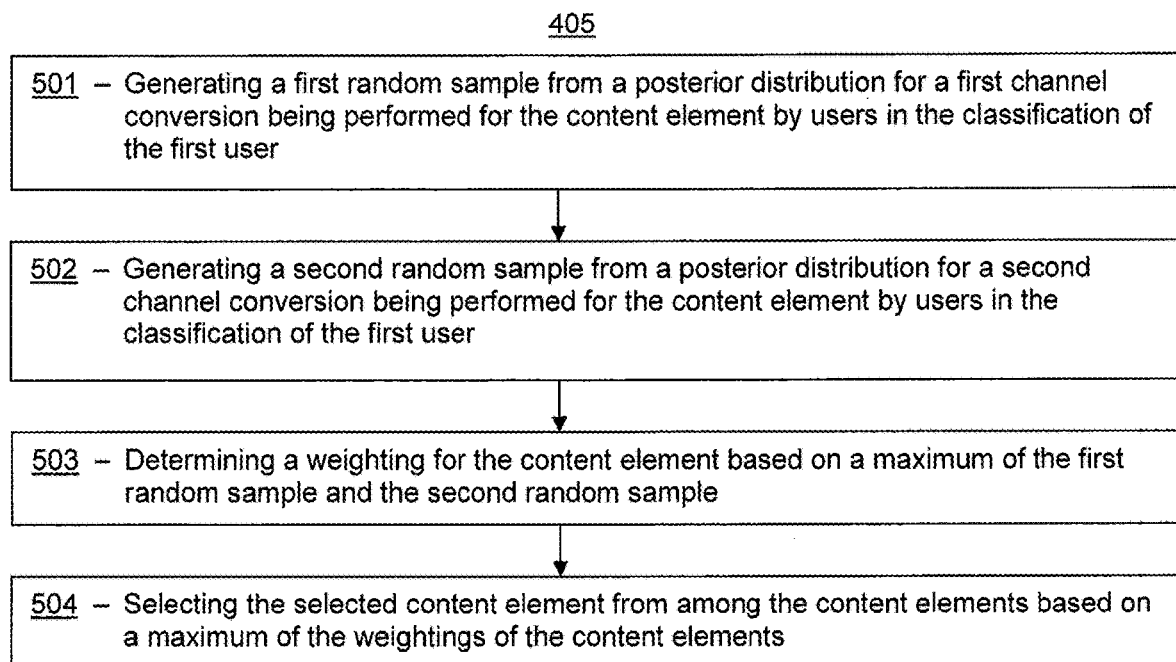 405
501 – Generating a first random sample from a posterior distribution for a first channel
conversion being performed for the content element by users in the classification of
the first user
502 – Generating a second random sample from a posterior distribution for a second
channel conversion being performed for the content element by users in the
classification of the first user
503 – Determining a weighting for the content element based on a maximum of the first
random sample and the second random sample
504 – Selecting the selected content element from among the content elements based on
a maximum of the weightings of the content elements